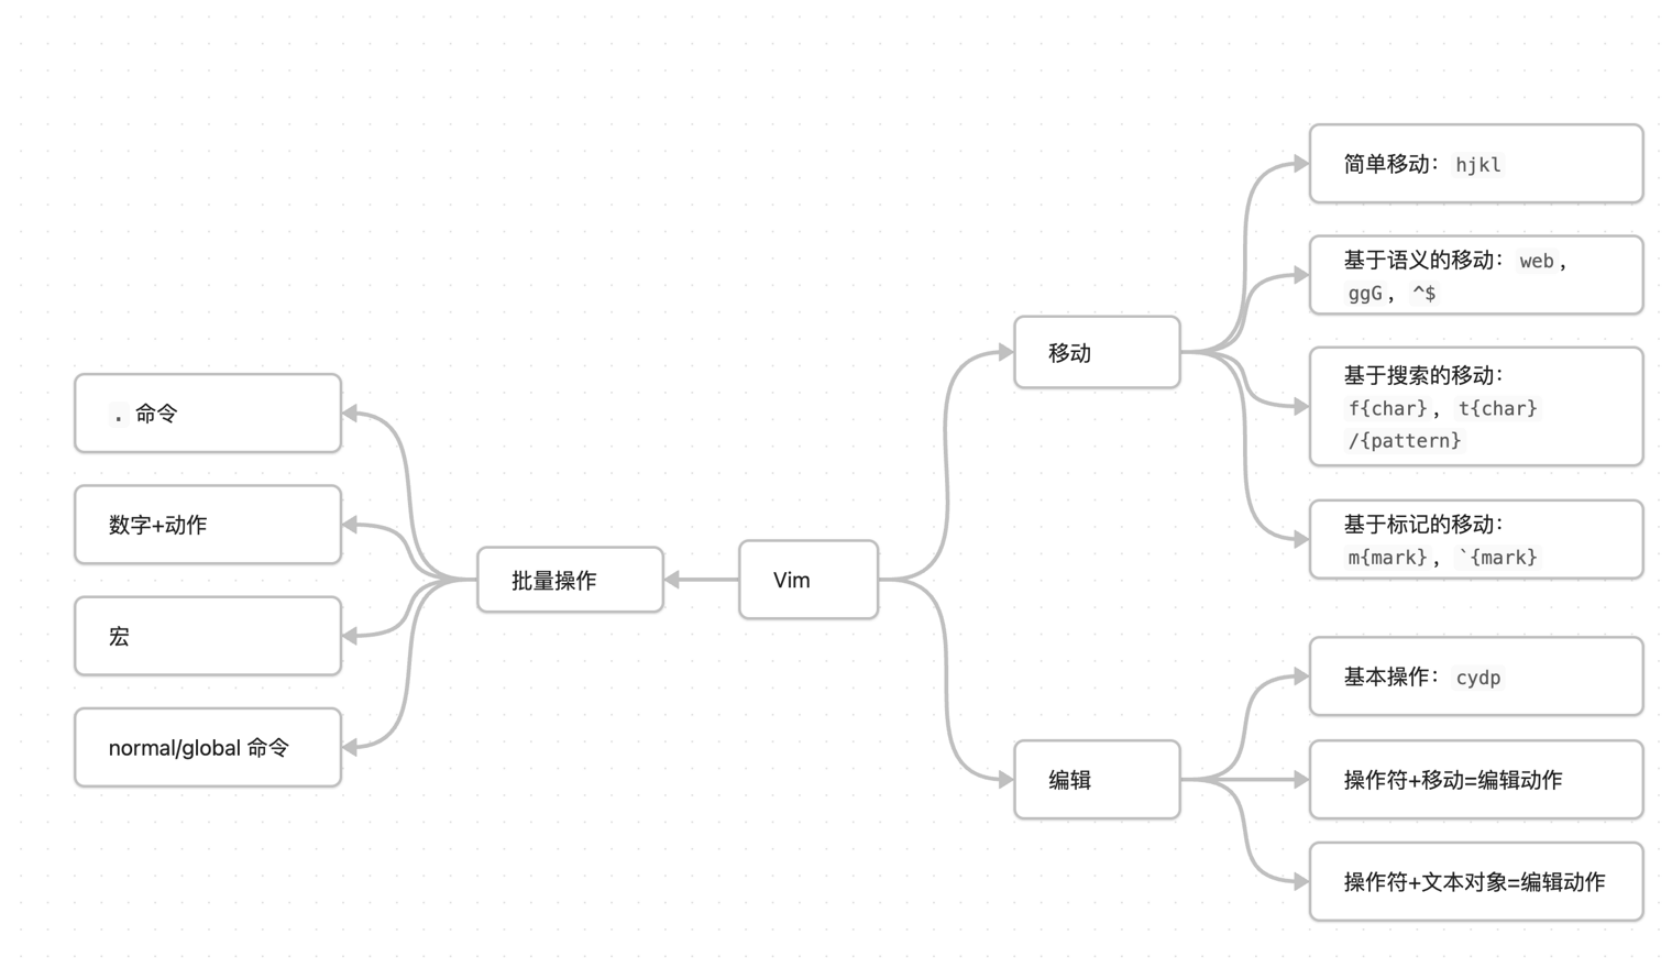 简单移动： hjkl
基于语义的移动： web ，
ggG ， ^$
移动
基于搜索的移动：
f{char} ， t{char}
/{pattern}
基于标记的移动：
m{mark} ， `{mark}
. 命令
数字+动作
宏
normal/global 命令
批量操作
Vim
基本操作： cydp
编辑
操作符+移动=编辑动作
操作符+文本对象=编辑动作